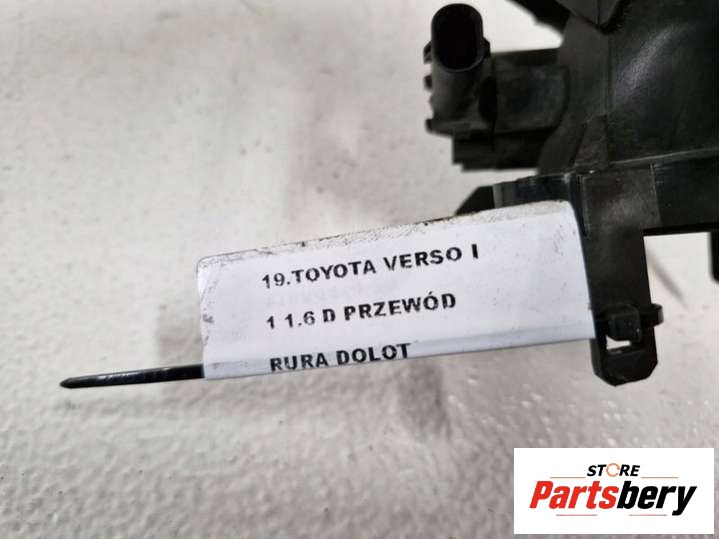 19.TOYOTA VERSO I
1 1.6 D PRZEWÓD
RURA DOLOT
STORE
Partsbery